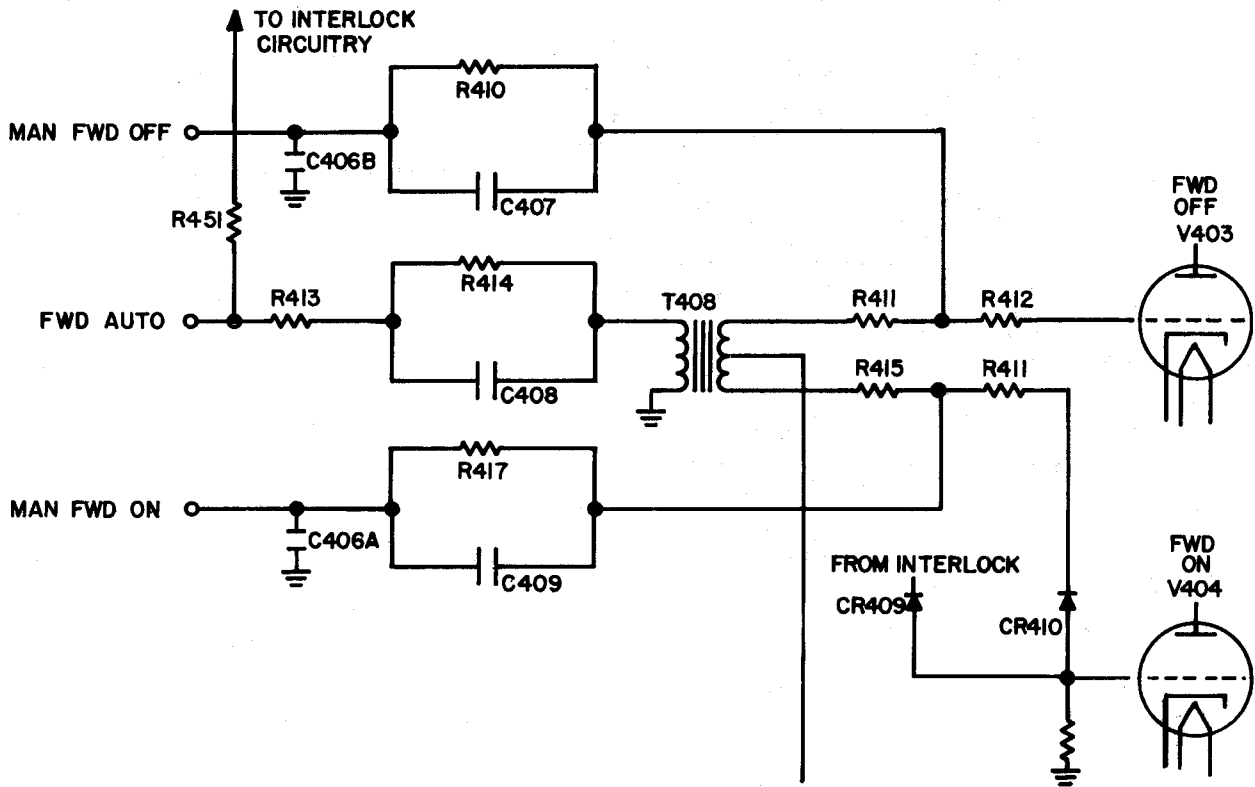 TO INTERLOCK
CIRCUITRY
R410
MAN FWD OFF
C406B
C407
FWD
OFF
V403
R451
R414
T408
R411
R412
FWD AUTO
R413
C408
R415
R411
R417
MAN FWD ON
C406A
C409
FROM INTERLOCK
FWD
ON
V404
CR409
CR410